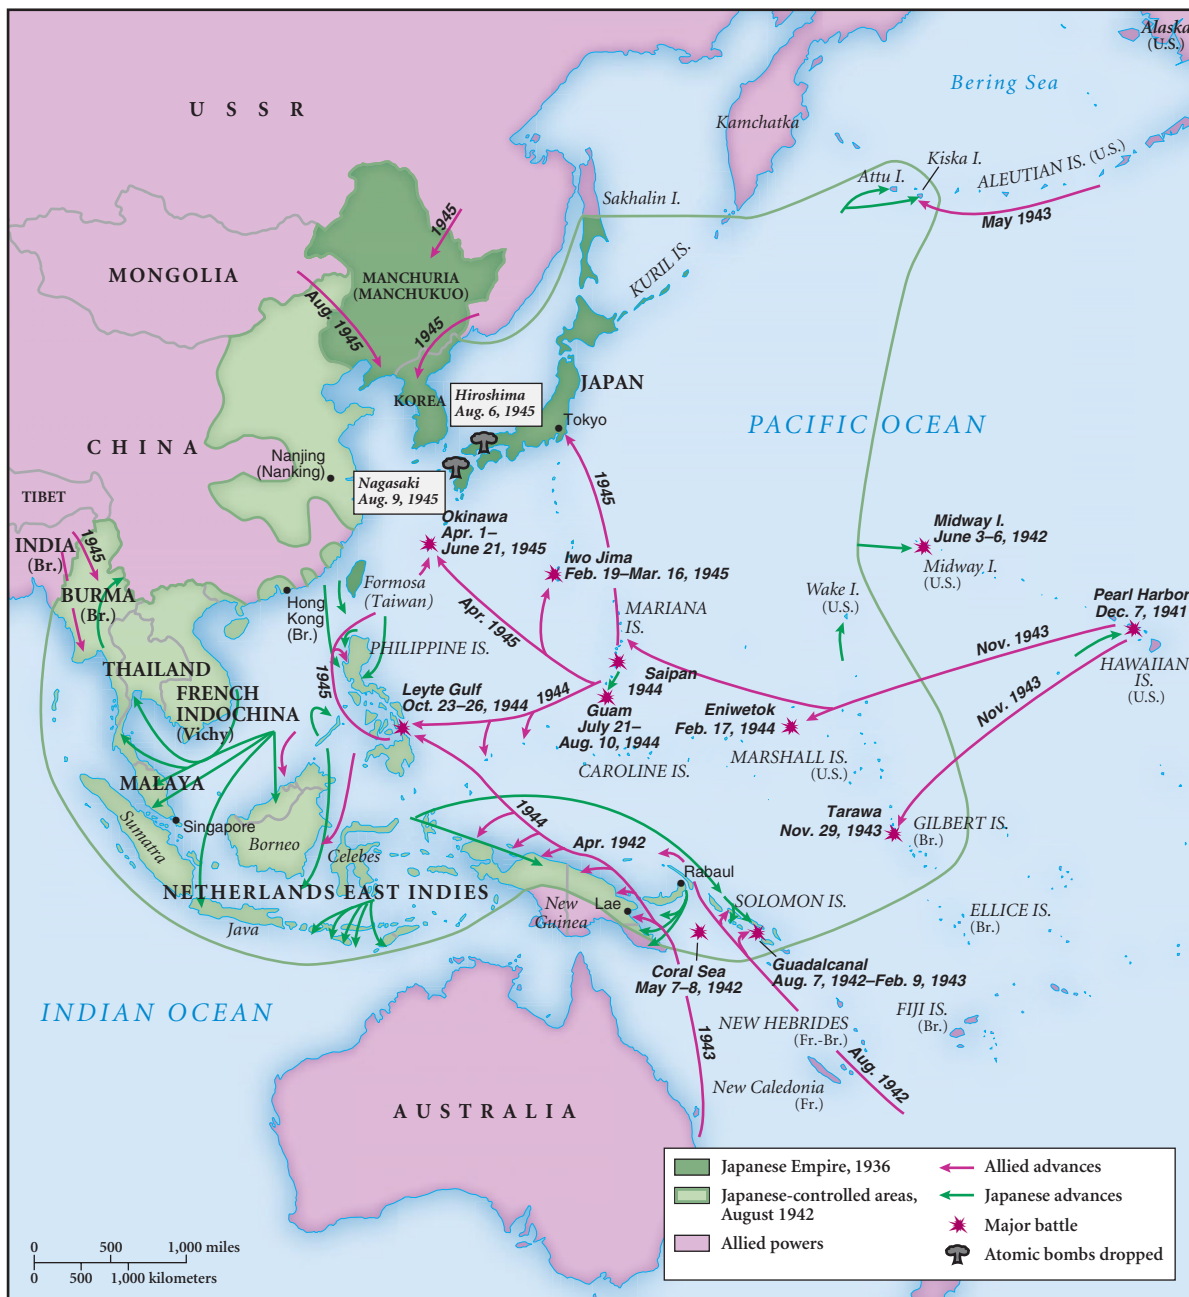 Alaska
(U.S.)
Bering Sea
USSR
Kamchatka
Kiska I.
Attu I.
ALEUTIAN IS. (U.S.)
Sakhalin I.
May 1943
1945
MONGOLIA
MANCHURIA
(MANCHUKUO)
KURIL IS.
Aug. 1945
1945
JAPAN
KOREA
Hiroshima
Aug. 6, 1945
Tokyo
PACIFIC OCEAN
CHINA
Nanjing
(Nanking)
Nagasaki
Aug. 9, 1945
1945
TIBET
Okinawa
Apr. 1–
June 21, 1945
Midway I.
June 3–6, 1942
INDIA
(Br.)
1945
Iwo Jima
Feb. 19–Mar. 16, 1945
Midway I.
(U.S.)
BURMA
(Br.)
Formosa
(Taiwan)
Hong
Kong
(Br.)
Wake I.
(U.S.)
Pearl Harbor
Dec. 7, 1941
MARIANA
IS.
Apr. 1945
PHILIPPINE IS.
Nov. 1943
HAWAIIAN
IS.
(U.S.)
THAILAND
1945
Saipan
1944
FRENCH
INDOCHINA
(Vichy)
Leyte Gulf
Oct. 23–26, 1944
1944
Nov. 1943
Guam
July 21–
Aug. 10, 1944
Eniwetok
Feb. 17, 1944
MARSHALL IS.
(U.S.)
CAROLINE IS.
MALAYA
Singapore
Sumatra
Borneo
Celebes
1944
Apr. 1942
Tarawa
Nov. 29, 1943
GILBERT IS.
(Br.)
Rabaul
NETHERLANDS EAST INDIES
New
Guinea
Lae
SOLOMON IS.
Java
ELLICE IS.
(Br.)
Coral Sea
May 7–8, 1942
Guadalcanal
Aug. 7, 1942–Feb. 9, 1943
INDIAN OCEAN
NEW HEBRIDES
(Fr.-Br.)
FIJI IS.
(Br.)
1943
Aug. 1942
New Caledonia
(Fr.)
AUSTRALIA
Japanese Empire, 1936
Japanese-controlled areas,
August 1942
Allied powers
Allied advances
Japanese advances
Major battle
Atomic bombs dropped
0 500 1,000 miles
0 500 1,000 kilometers